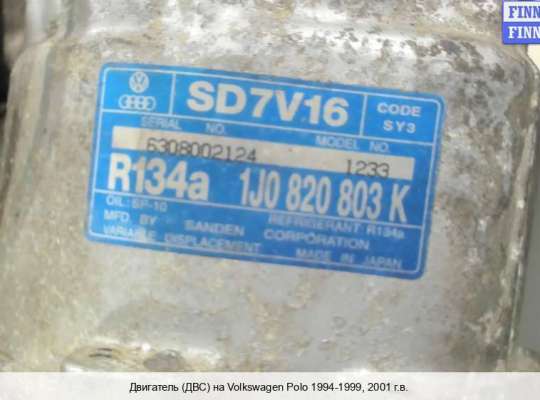 FINN
FINN
SD7V16
CODE
SY3
SERIAL NO.
MODEL NO.
6308002124
1233
R134a 1J0 820 803 K
OIL: SP-10
REFRIGERANT R134a
MFD. BY SANDEN CORPORATION
VARIABLE DISPLACEMENT
MADE IN JAPAN
Двигатель (ДВС) на Volkswagen Polo 1994-1999, 2001 г.в.